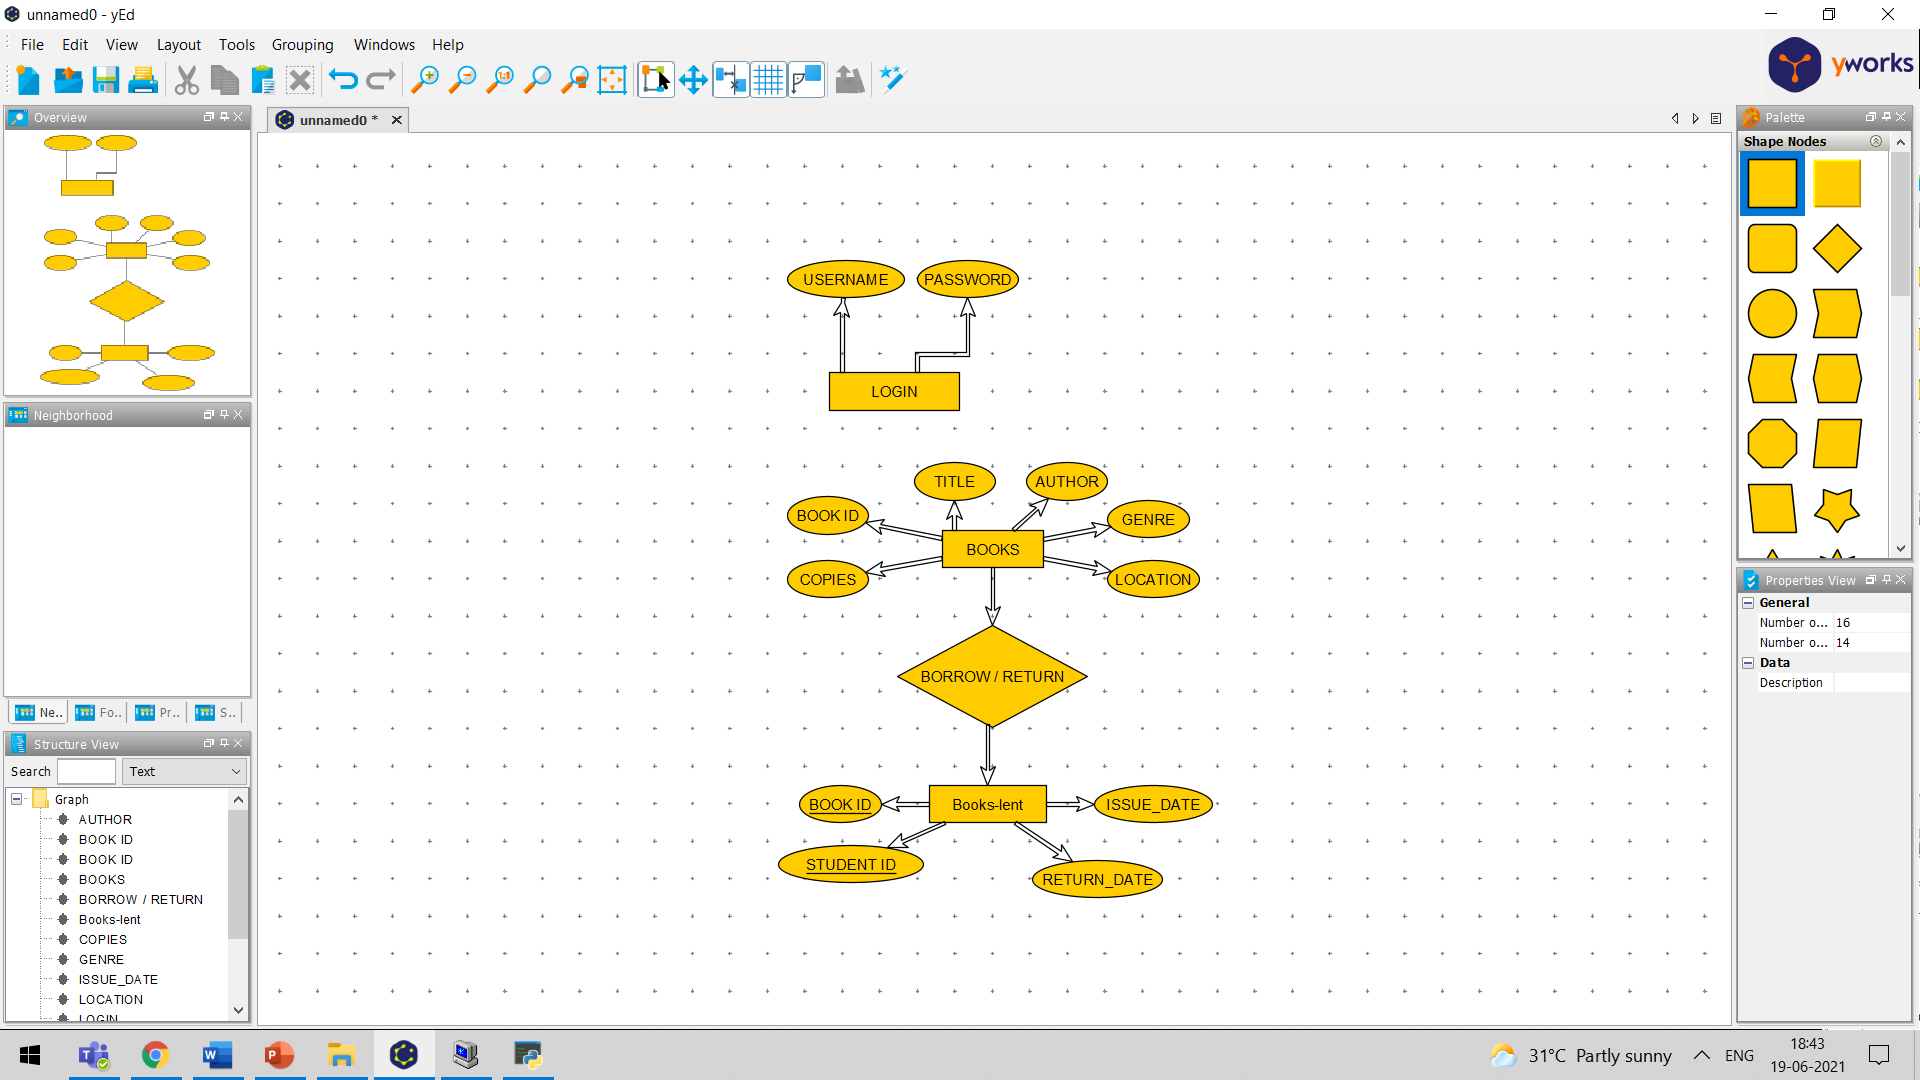 unnamed0 - yEd
File Edit View Layout Tools Grouping Windows Help
yworks
Overview
unnamed0 *
Palette
Shape Nodes
USERNAME PASSWORD
LOGIN
Neighborhood
TITLE AUTHOR
BOOK ID GENRE
BOOKS
COPIES LOCATION
BORROW / RETURN
BOOK ID Books-lent ISSUE_DATE
STUDENT ID
RETURN_DATE
Properties View
General
Number o... 16
Number o... 14
Data
Description
Ne.. Fo.. Pr.. S..
Structure View
Search Text
Graph
AUTHOR
BOOK ID
BOOK ID
BOOKS
BORROW / RETURN
Books-lent
COPIES
GENRE
ISSUE_DATE
LOCATION
LOGIN
31°C Partly sunny ENG
18:43
19-06-2021